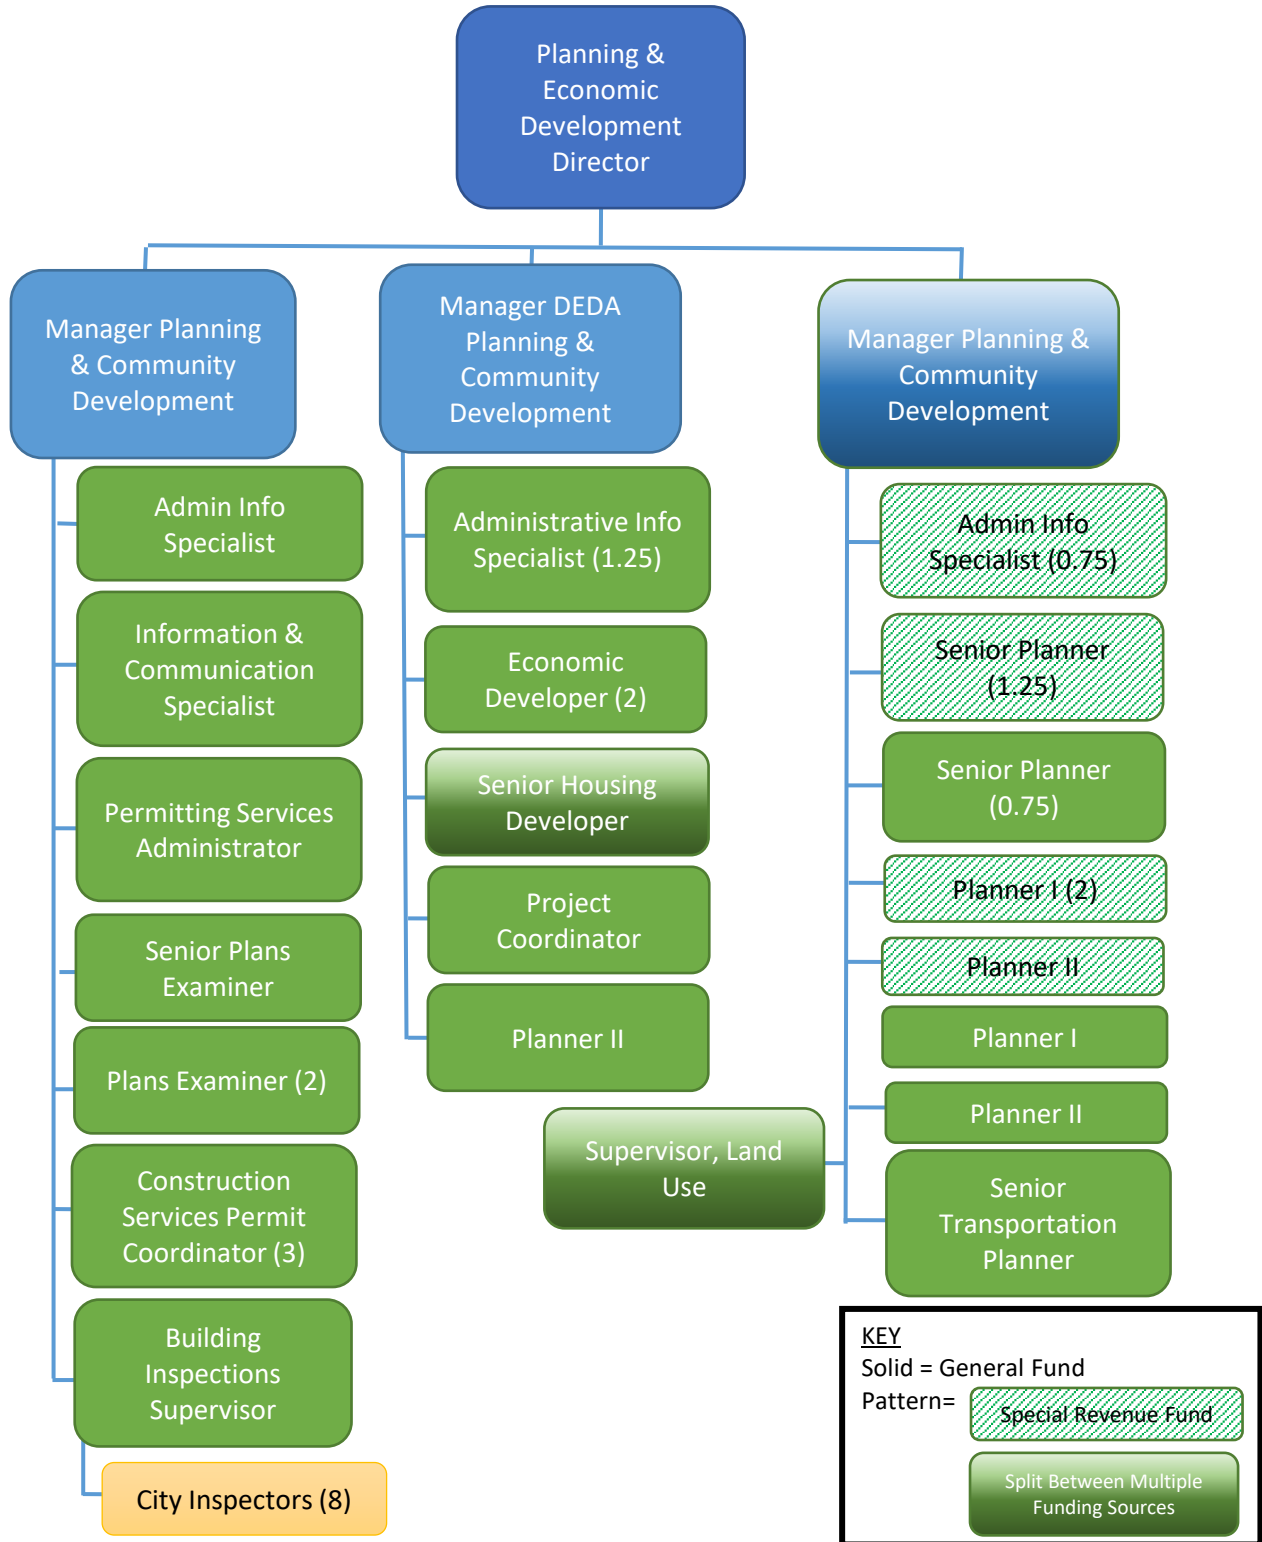 Planning &
Economic
Development
Director
Manager Planning
& Community
Development
Admin Info
Specialist
Information &
Communication
Specialist
Permitting Services
Administrator
Senior Plans
Examiner
Plans Examiner (2)
Construction
Services Permit
Coordinator (3)
Building
Inspections
Supervisor
City Inspectors (8)
Manager DEDA
Planning &
Community
Development
Administrative Info
Specialist (1.25)
Economic
Developer (2)
Senior Housing
Developer
Project
Coordinator
Planner II
Manager Planning &
Community
Development
Admin Info
Specialist (0.75)
Senior Planner
(1.25)
Senior Planner
(0.75)
Planner I (2)
Planner II
Planner I
Planner II
Supervisor, Land
Use
Senior
Transportation
Planner
KEY
Solid = General Fund
Pattern=
Special Revenue Fund
Split Between Multiple
Funding Sources